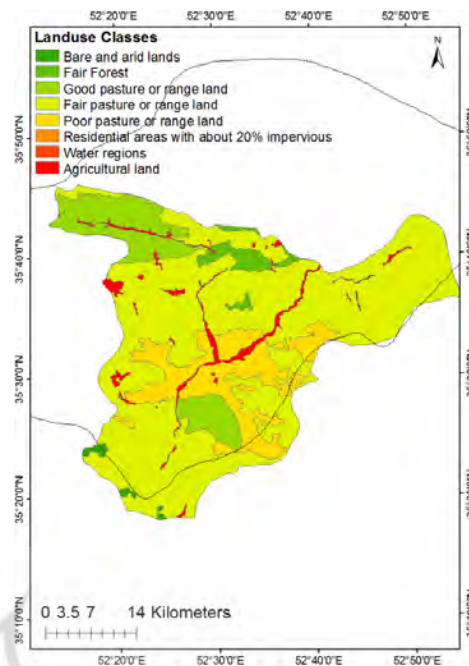 52°20'0"E 52°30'0"E 52°40'0"E 52°50'0"E
Landuse Classes
Bare and arid lands
Fair Forest
Good pasture or range land
Fair pasture or range land
Poor pasture or range land
Residential areas with about 20% impervious
Water regions
Agricultural land
N
35°50'0"N
35°40'0"N
35°30'0"N
35°20'0"N
35°10'0"N
0 3.5 7 14 Kilometers
52°20'0"E 52°30'0"E 52°40'0"E 52°50'0"E